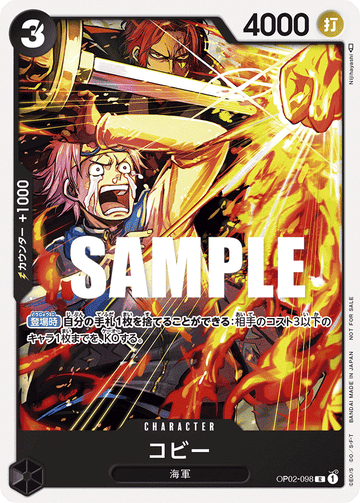 3
4000
打
Nijihayashi
カウンター +1000
SAMPLE
登場時 自分の手札1枚を捨てることができる:相手のコスト3以下の
キャラ1枚までを、KOする。
CHARACTER
コビー
海軍
OP02-098 R 1
©E.O./S. ©O./S.-F-T BANDAI MADE IN JAPAN NOT FOR SALE